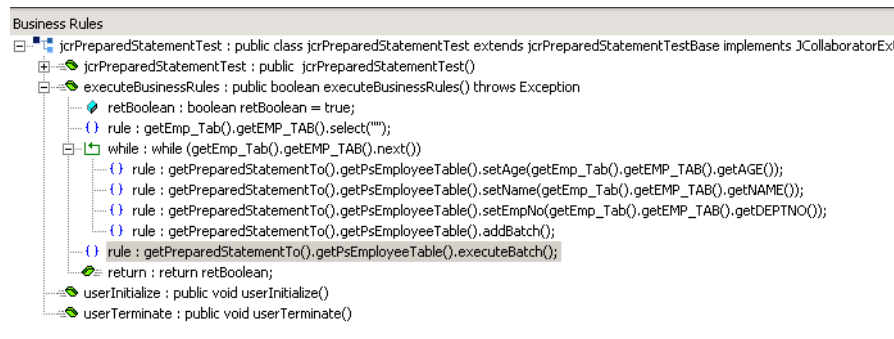 Business Rules
jcrPreparedStatementTest : public class jcrPreparedStatementTest extends jcrPreparedStatementTestBase implements JCollaboratorExt
jcrPreparedStatementTest : public jcrPreparedStatementTest()
executeBusinessRules : public boolean executeBusinessRules() throws Exception
retBoolean : boolean retBoolean = true;
{} rule : getEmp_Tab().getEMP_TAB().select("");
while : while (getEmp_Tab().getEMP_TAB().next())
{} rule : getPreparedStatementTo().getPsEmployeeTable().setAge(getEmp_Tab().getEMP_TAB().getAGE());
{} rule : getPreparedStatementTo().getPsEmployeeTable().setName(getEmp_Tab().getEMP_TAB().getNAME());
{} rule : getPreparedStatementTo().getPsEmployeeTable().setEmpNo(getEmp_Tab().getEMP_TAB().getDEPTNO());
{} rule : getPreparedStatementTo().getPsEmployeeTable().addBatch();
{} rule : getPreparedStatementTo().getPsEmployeeTable().executeBatch();
return : return retBoolean;
userInitialize : public void userInitialize()
userTerminate : public void userTerminate()